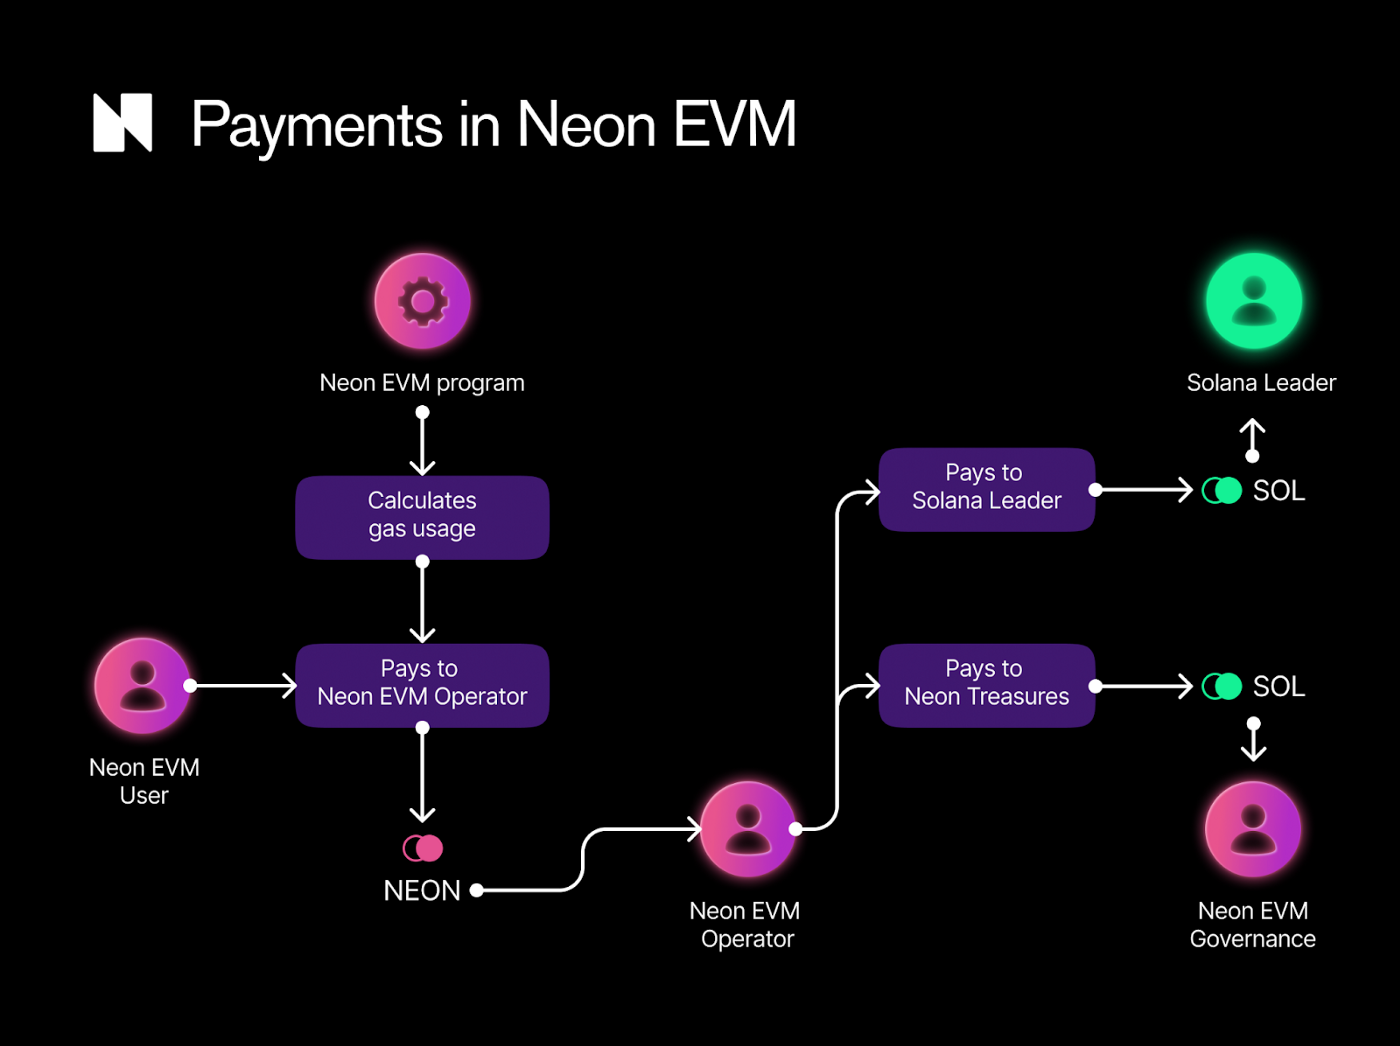 Payments in Neon EVM
Neon EVM program
Calculates
gas usage
Neon EVM
User
Pays to
Neon EVM Operator
NEON
Neon EVM
Operator
Pays to
Solana Leader
SOL
Solana Leader
Pays to
Neon Treasures
SOL
Neon EVM
Governance